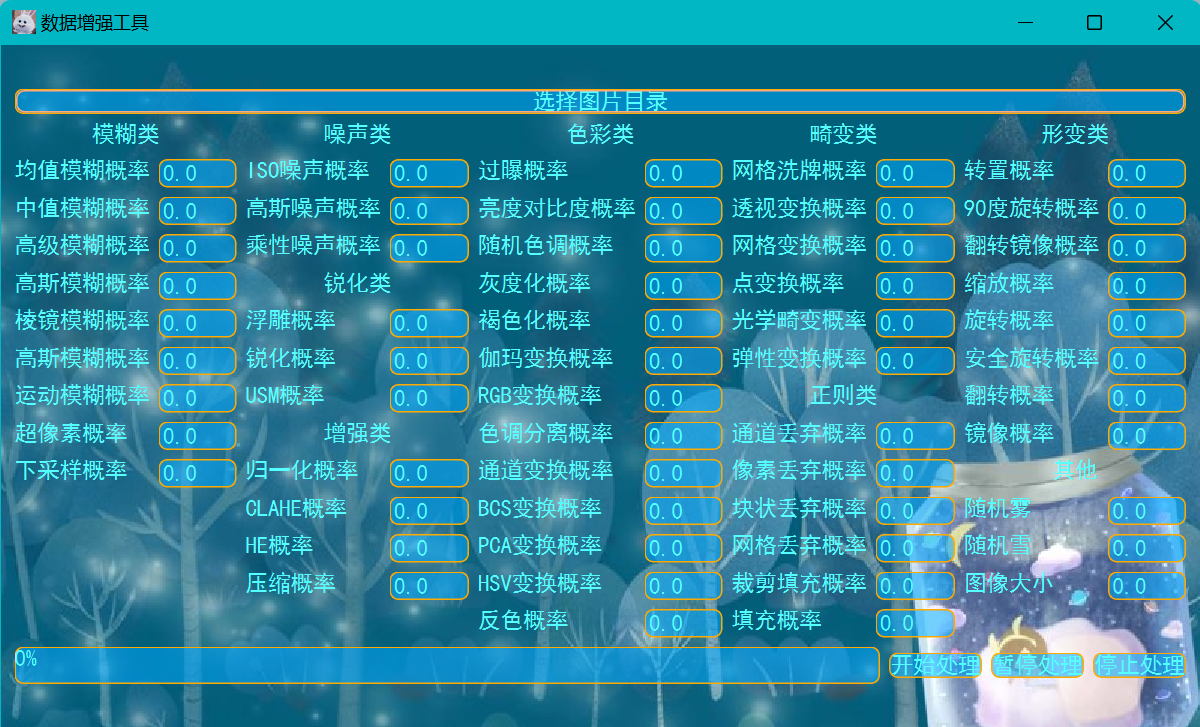 数据增强工具
选择图片目录
模糊类 噪声类 色彩类 畸变类 形变类
均值模糊概率 0.0 ISO噪声概率 0.0 过曝概率 0.0 网格洗牌概率 0.0 转置概率 0.0
中值模糊概率 0.0 高斯噪声概率 0.0 亮度对比度概率 0.0 透视变换概率 0.0 90度旋转概率 0.0
高级模糊概率 0.0 乘性噪声概率 0.0 随机色调概率 0.0 网格变换概率 0.0 翻转镜像概率 0.0
高斯模糊概率 0.0 锐化类 灰度化概率 0.0 点变换概率 0.0 缩放概率 0.0
棱镜模糊概率 0.0 浮雕概率 0.0 褐色化概率 0.0 光学畸变概率 0.0 旋转概率 0.0
高斯模糊概率 0.0 锐化概率 0.0 伽玛变换概率 0.0 弹性变换概率 0.0 安全旋转概率 0.0
运动模糊概率 0.0 USM概率 0.0 RGB变换概率 0.0 正则类 翻转概率 0.0
超像素概率 0.0 增强类 色调分离概率 0.0 通道丢弃概率 0.0 镜像概率 0.0
下采样概率 0.0 归一化概率 0.0 通道变换概率 0.0 像素丢弃概率 0.0 其他
CLAHE概率 0.0 BCS变换概率 0.0 块状丢弃概率 0.0 随机雾 0.0
HE概率 0.0 PCA变换概率 0.0 网格丢弃概率 0.0 随机雪 0.0
压缩概率 0.0 HSV变换概率 0.0 裁剪填充概率 0.0 图像大小 0.0
反色概率 0.0 填充概率 0.0
0% 开始处理 暂停处理 停止处理